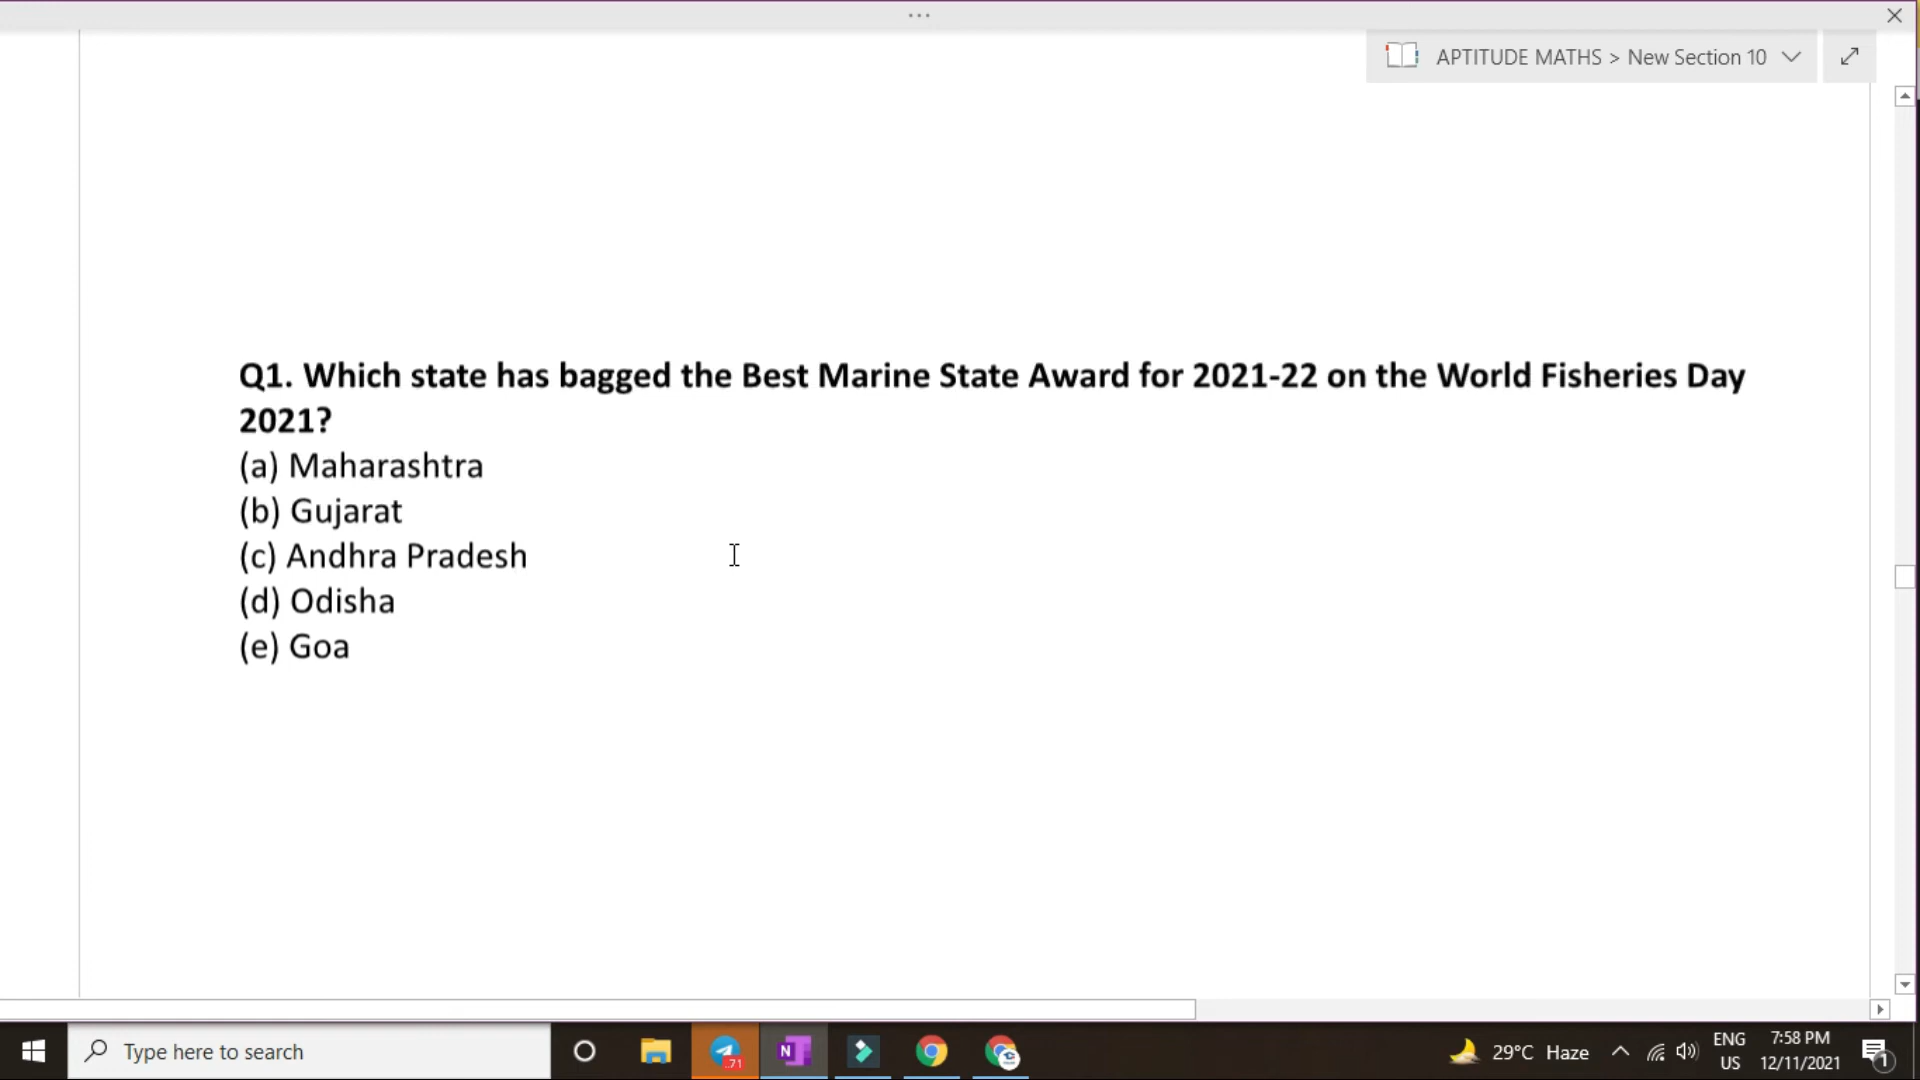 ...
APTITUDE MATHS > New Section 10
Q1. Which state has bagged the Best Marine State Award for 2021-22 on the World Fisheries Day
2021?
(a) Maharashtra
(b) Gujarat
(c) Andhra Pradesh
(d) Odisha
(e) Goa
Type here to search
..71
N
29°C Haze
ENG
US
7:58 PM
12/11/2021
1